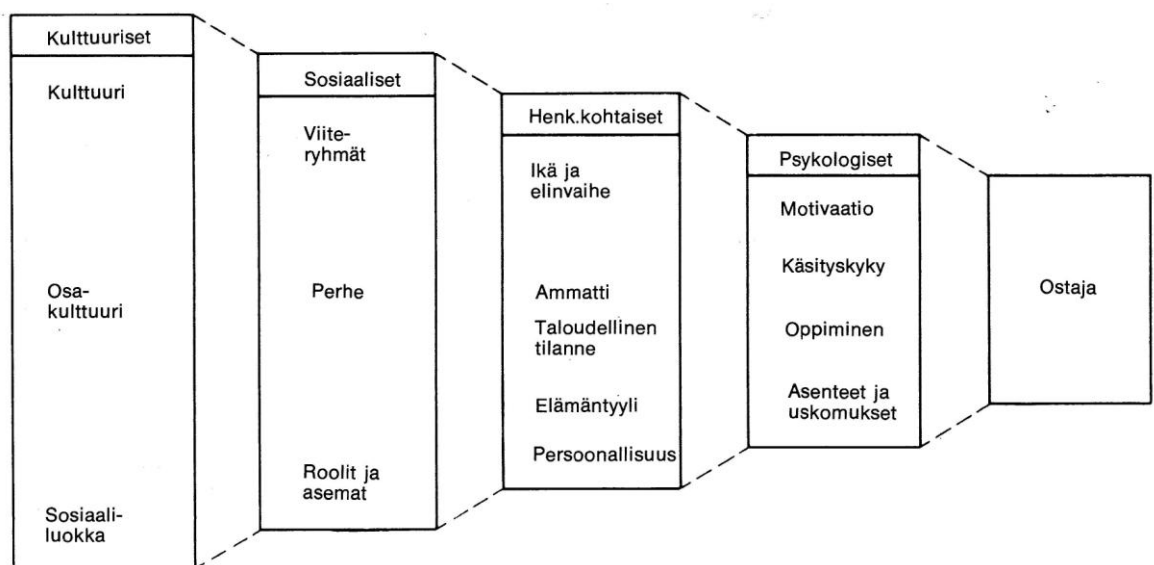 Kulttuuriset
Kulttuuri
Osa-
kulttuuri
Sosiaali-
luokka
Sosiaaliset
Viite-
ryhmät
Perhe
Roolit ja
asemat
Henk.kohtaiset
Ikä ja
elinvaihe
Ammatti
Taloudellinen
tilanne
Elämäntyyli
Persoonallisuus
Psykologiset
Motivaatio
Käsityskyky
Oppiminen
Asenteet ja
uskomukset
Ostaja